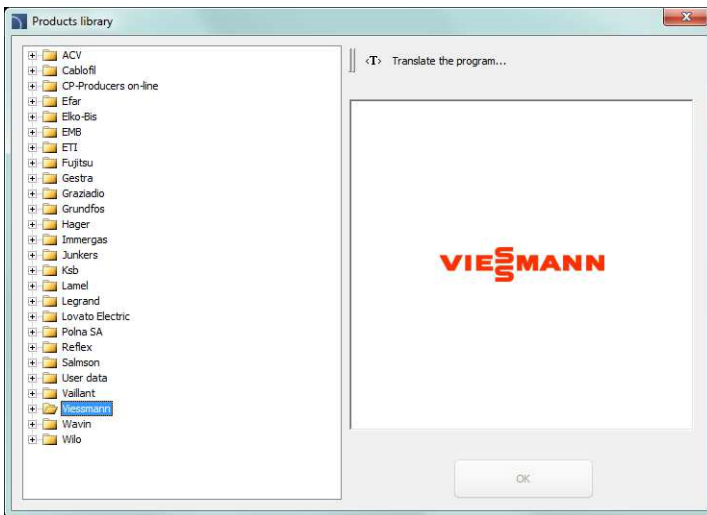 Products library
ACV
Cablofil
CP-Producers on-line
Efar
Elko-Bis
EMB
ETI
Fujitsu
Gestra
Graziadio
Grundfos
Hager
Immergas
Junkers
Ksb
Lamel
Legrand
Lovato Electric
Polna SA
Reflex
Salmson
User data
Vaillant
Viessmann
Wavin
Wilo
<T> Translate the program...
VIESSMANN
OK